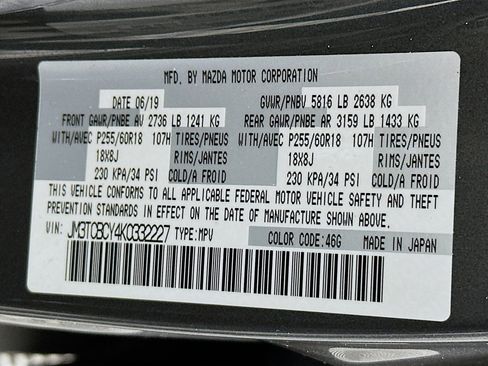 MFD. BY MAZDA MOTOR CORPORATION
DATE 06/19 GVWR/PNBV 5816 LB 2638 KG
FRONT GAWR/PNBE AV 2736 LB 1241 KG REAR GAWR/PNBE AR 3159 LB 1433 KG
WITH/AVEC P255/60R18 107H TIRES/PNEUS WITH/AVEC P255/60R18 107H TIRES/PNEUS
18X8J RIMS/JANTES 18X8J RIMS/JANTES
230 KPA/34 PSI COLD/A FROID 230 KPA/34 PSI COLD/A FROID
THIS VEHICLE CONFORMS TO ALL APPLICABLE FEDERAL MOTOR VEHICLE SAFETY AND THEFT
PREVENTION STANDARDS IN EFFECT ON THE DATE OF MANUFACTURE SHOWN ABOVE.
VIN: JM3TCBCY4K0332227 TYPE:MPV COLOR CODE:46G MADE IN JAPAN